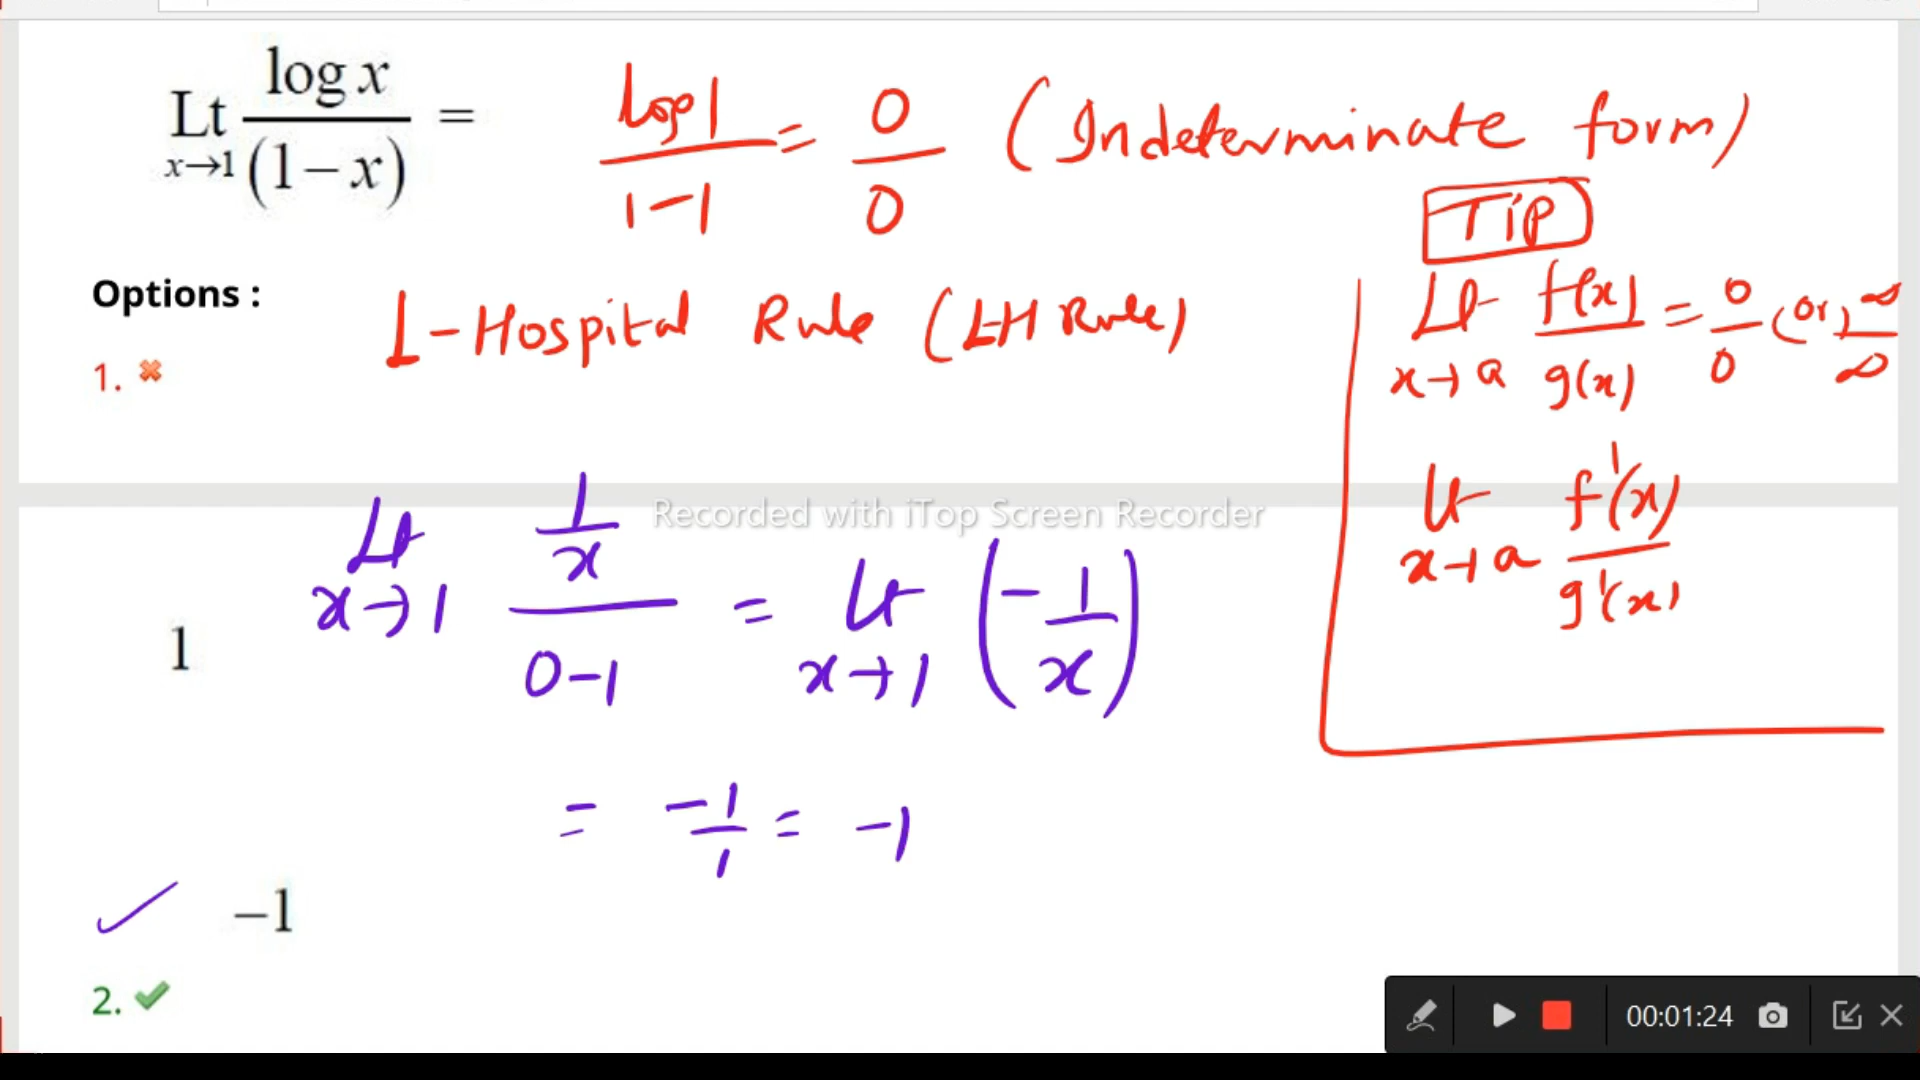 Lt x→1 log x / (1−x) = log 1 / 1-1 = 0 / 0 (Indeterminate form)
Tip
Options :
L-Hospital Rule (LH Rule)
Lt x→a f(x) / g(x) = 0 / 0 (or) ∞ / ∞
1.
Lt x→a f'(x) / g'(x)
Recorded with iTop Screen Recorder
Lt x→1 1/x / 0-1 = Lt x→1 (-1/x)
1
= -1/1 = -1
−1
2.
00:01:24